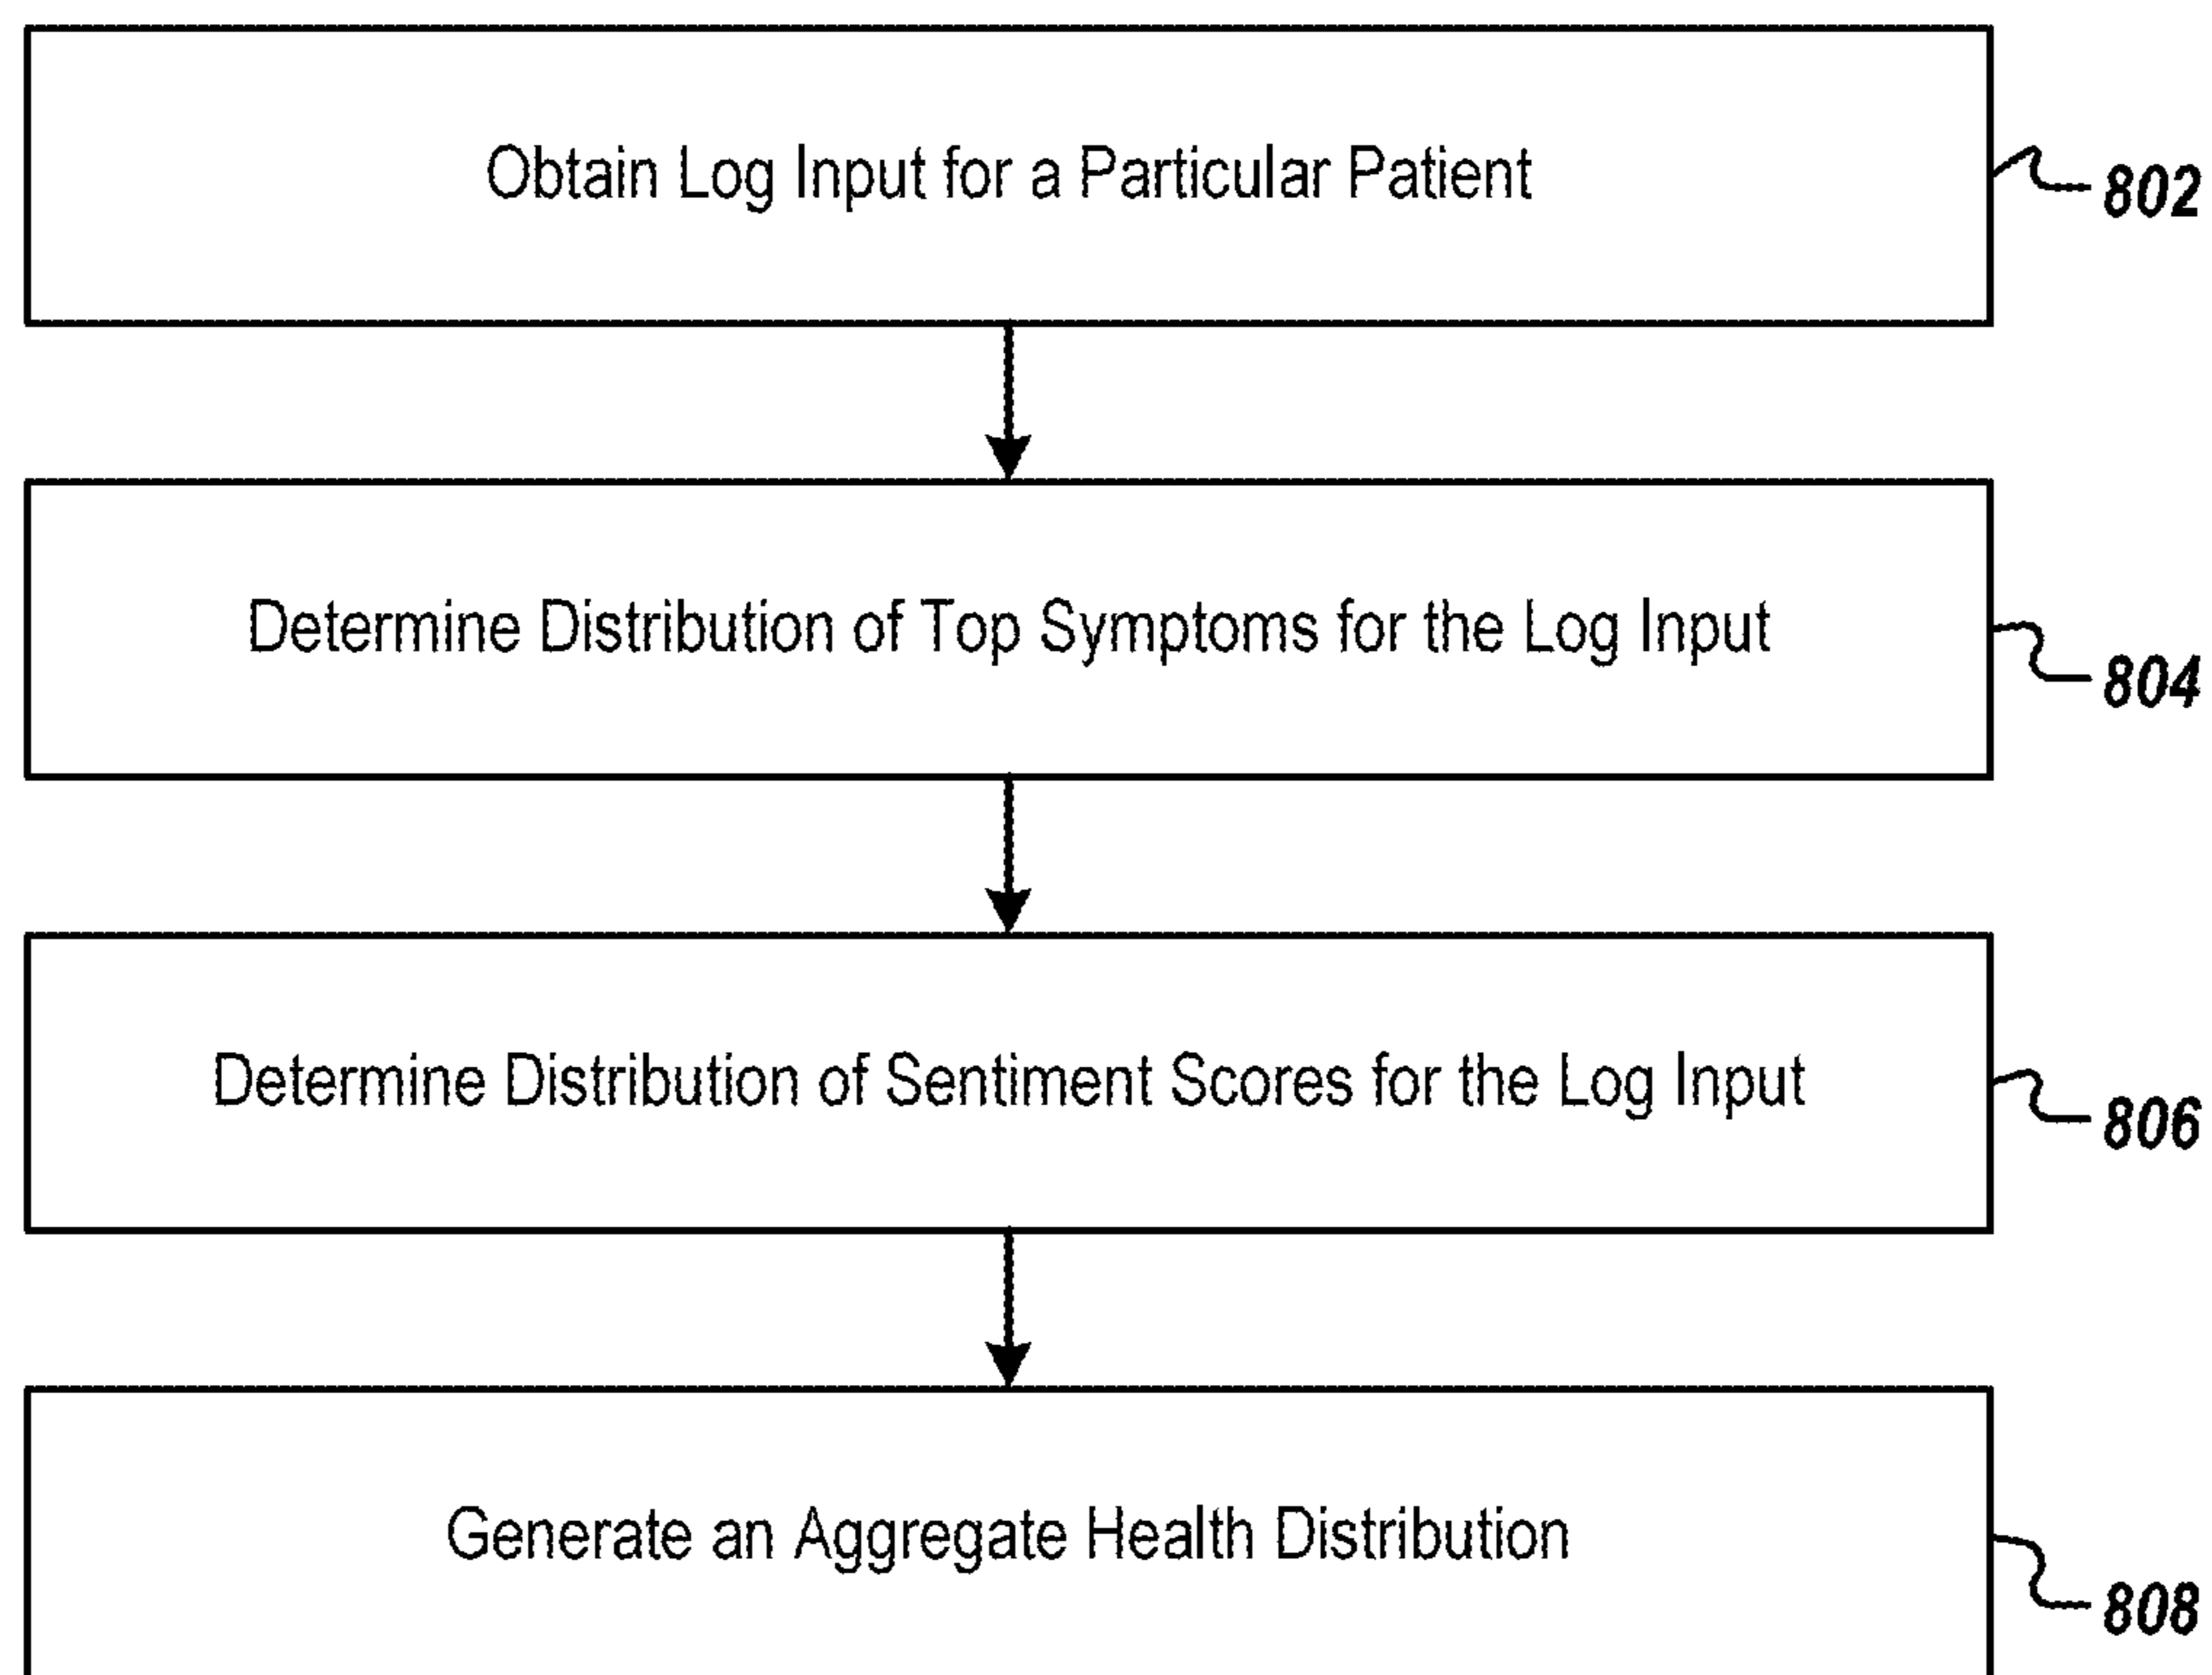 Obtain Log Input for a Particular Patient
802
Determine Distribution of Top Symptoms for the Log Input
804
Determine Distribution of Sentiment Scores for the Log Input
806
Generate an Aggregate Health Distribution
808